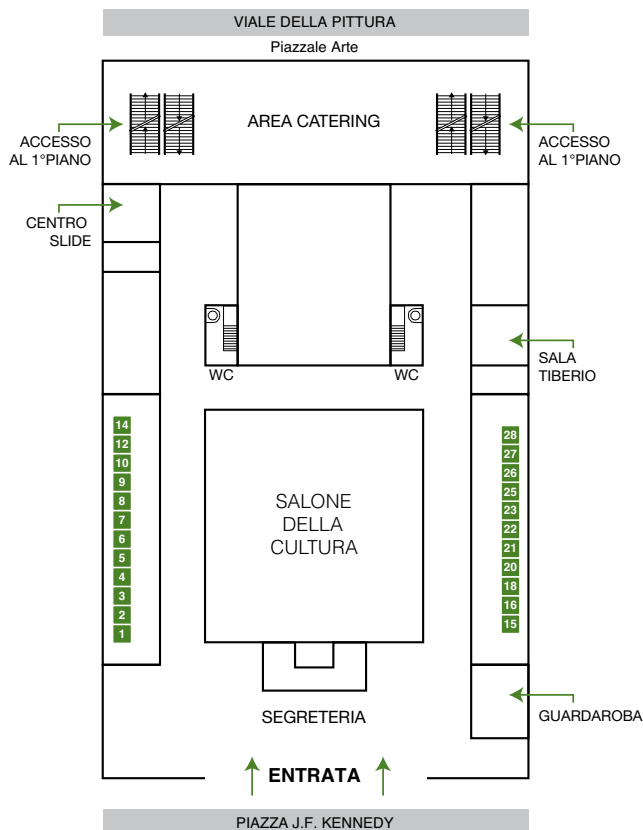 VIALE DELLA PITTURA
Piazzale Arte
AREA CATERING
ACCESSO
AL 1°PIANO
ACCESSO
AL 1°PIANO
CENTRO
SLIDE
WC
WC
SALA
TIBERIO
14
12
10
9
8
7
6
5
4
3
2
1
SALONE
DELLA
CULTURA
28
27
26
25
23
22
21
20
18
16
15
SEGRETERIA
GUARDAROBA
ENTRATA
PIAZZA J.F. KENNEDY